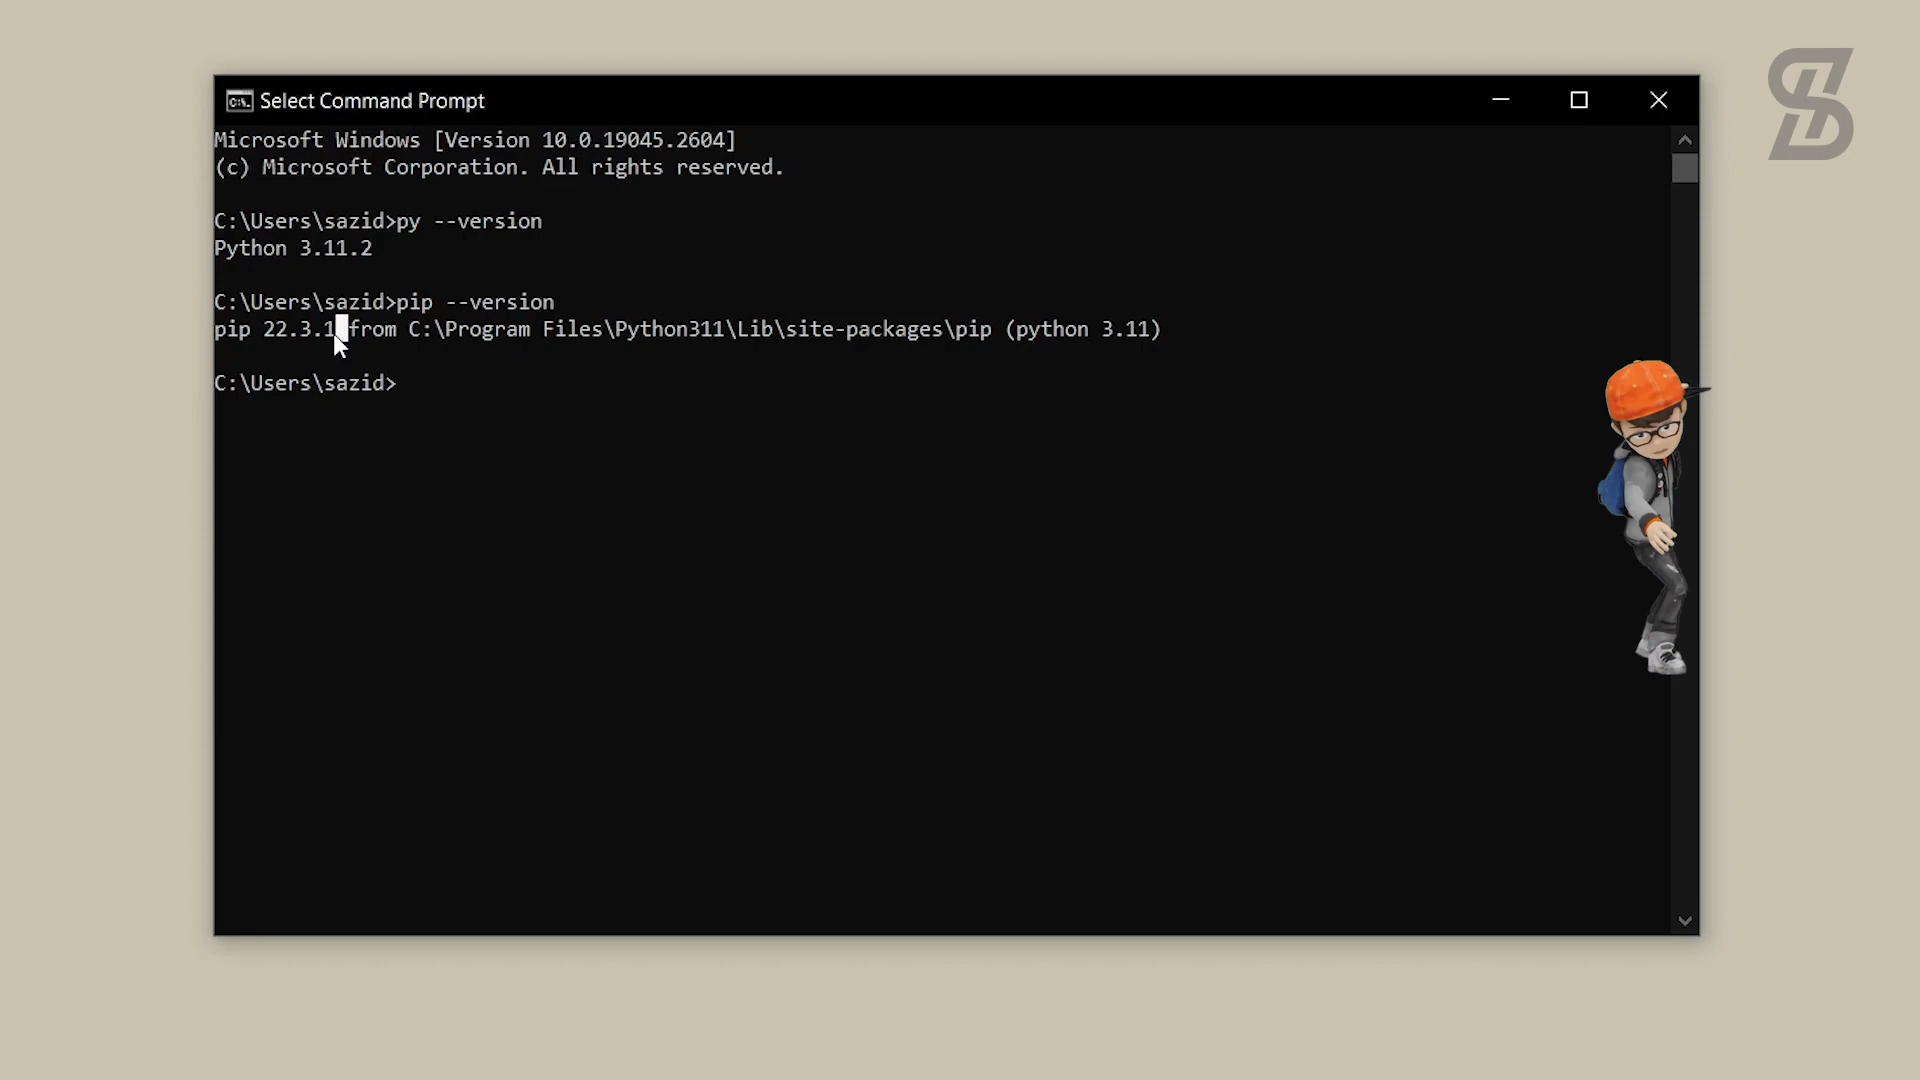 Select Command Prompt
Microsoft Windows [Version 10.0.19045.2604]
(c) Microsoft Corporation. All rights reserved.
C:\Users\sazid>py --version
Python 3.11.2
C:\Users\sazid>pip --version
pip 22.3.1 from C:\Program Files\Python311\Lib\site-packages\pip (python 3.11)
C:\Users\sazid>